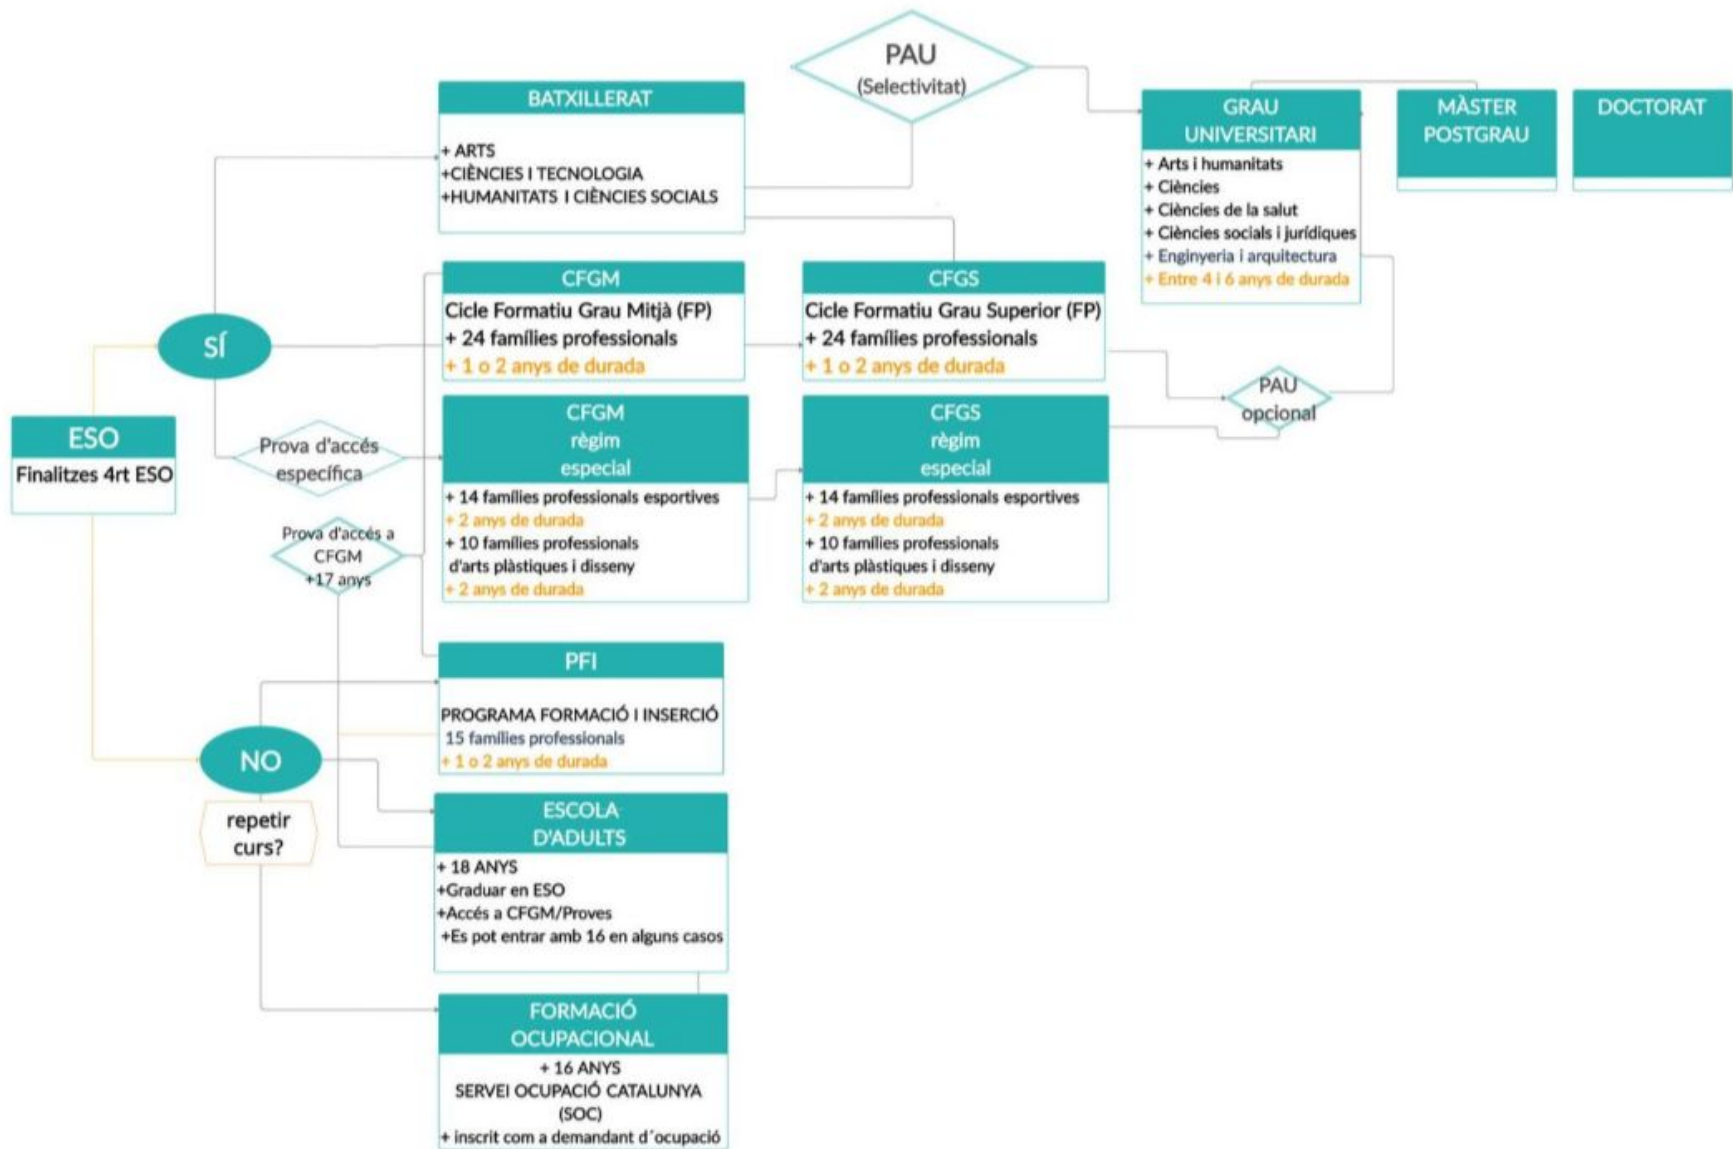 PAU
(Selectivitat)
BATXILLERAT
+ ARTS
+CIÈNCIES I TECNOLOGIA
+HUMANITATS I CIÈNCIES SOCIALS
GRAU
UNIVERSITARI
+ Arts i humanitats
+ Ciències
+ Ciències de la salut
+ Ciències socials i jurídiques
+ Enginyeria i arquitectura
+ Entre 4 i 6 anys de durada
MÀSTER
POSTGRAU
DOCTORAT
SÍ
CFGM
Cicle Formatiu Grau Mitjà (FP)
+ 24 famílies professionals
+ 1 o 2 anys de durada
CFGS
Cicle Formatiu Grau Superior (FP)
+ 24 famílies professionals
+ 1 o 2 anys de durada
PAU
opcional
ESO
Finalitzes 4rt ESO
Prova d'accés
específica
CFGM
règim
especial
+ 14 famílies professionals esportives
+ 2 anys de durada
+ 10 famílies professionals
d'arts plàstiques i disseny
+ 2 anys de durada
CFGS
règim
especial
+ 14 famílies professionals esportives
+ 2 anys de durada
+ 10 famílies professionals
d'arts plàstiques i disseny
+ 2 anys de durada
Prova d'accés a
CFGM
+17 anys
PFI
PROGRAMA FORMACIÓ I INSERCIÓ
15 famílies professionals
+ 1 o 2 anys de durada
NO
repetir
curs?
ESCOLA
D'ADULTS
+ 18 ANYS
+Graduar en ESO
+Accés a CFGM/Proves
+Es pot entrar amb 16 en alguns casos
FORMACIÓ
OCUPACIONAL
+ 16 ANYS
SERVEI OCUPACIÓ CATALUNYA
(SOC)
+ inscrit com a demandant d´ocupació